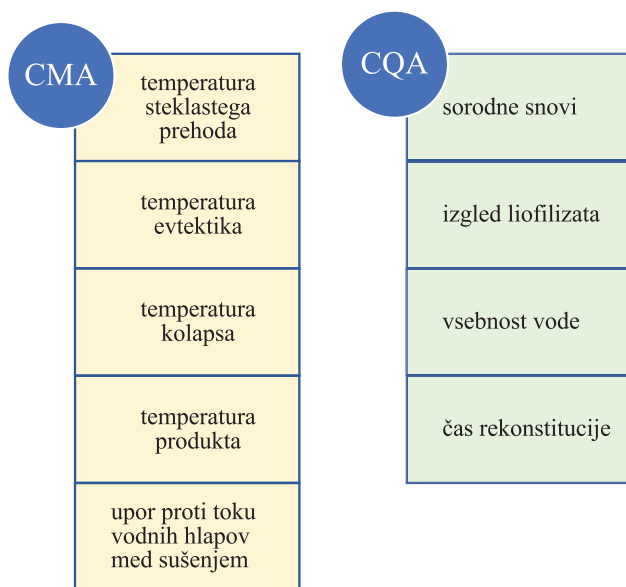 CMA
temperatura
steklastega
prehoda
temperatura
evtektika
temperatura
kolapsa
temperatura
produkta
upor proti toku
vodnih hlapov
med sušenjem
CQA
sorodne snovi
izgled liofilizata
vsebnost vode
čas rekonstitucije